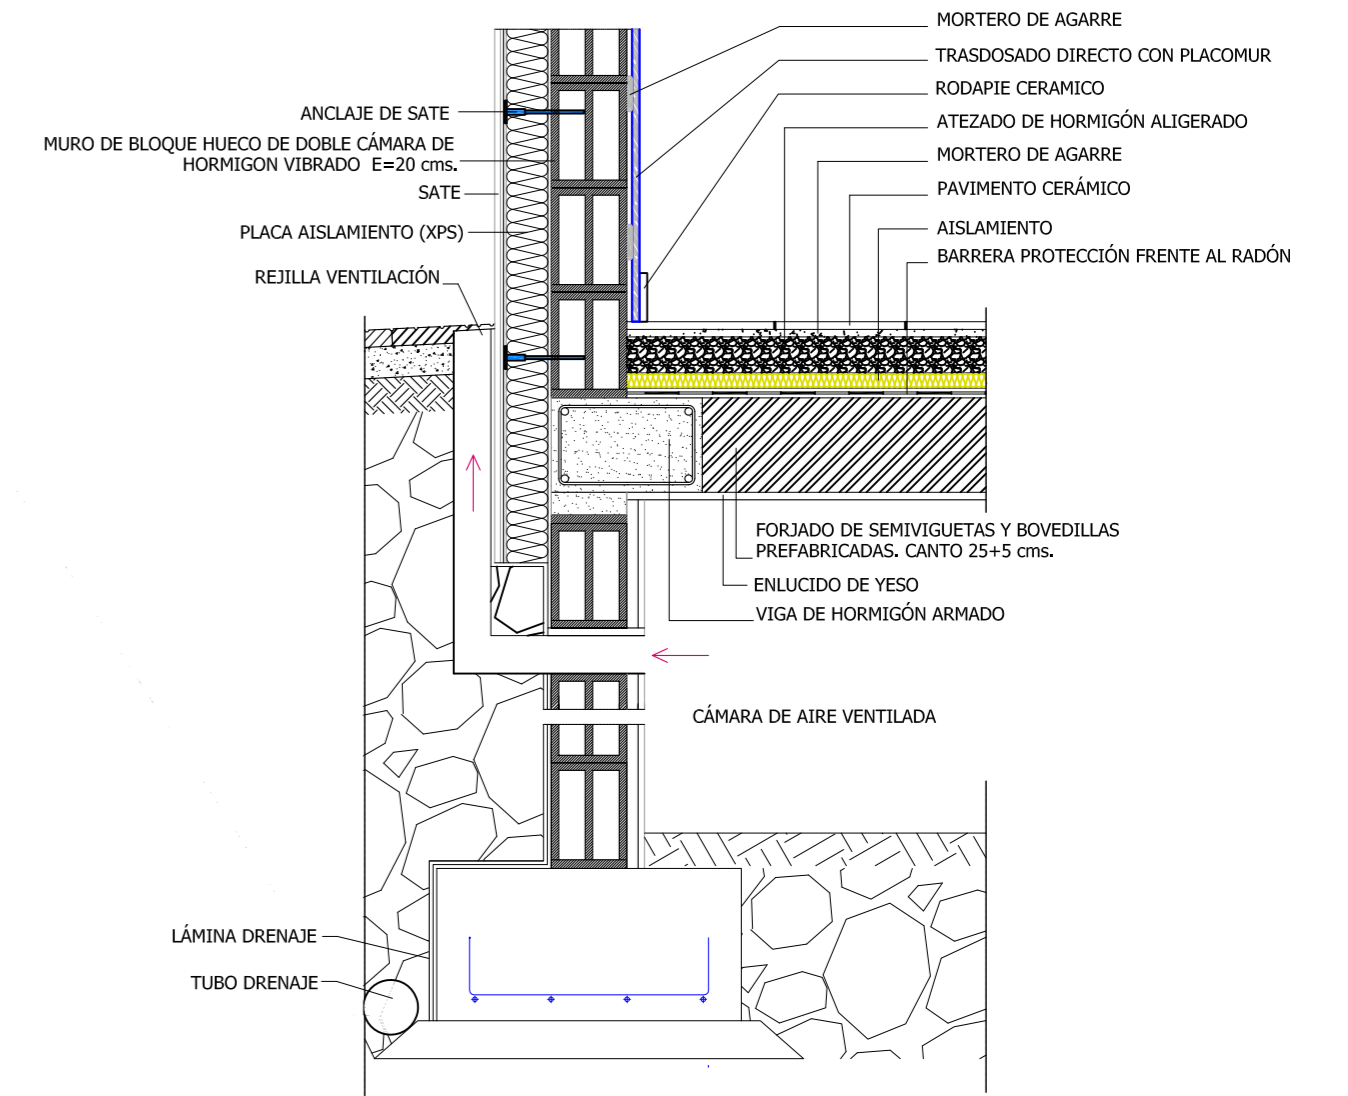 MORTERO DE AGARRE
TRASDOSADO DIRECTO CON PLACOMUR
RODAPIE CERAMICO
ATEZADO DE HORMIGÓN ALIGERADO
MORTERO DE AGARRE
PAVIMENTO CERÁMICO
AISLAMIENTO
BARRERA PROTECCIÓN FRENTE AL RADÓN
ANCLAJE DE SATE
MURO DE BLOQUE HUECO DE DOBLE CÁMARA DE
HORMIGON VIBRADO E=20 cms.
SATE
PLACA AISLAMIENTO (XPS)
REJILLA VENTILACIÓN
FORJADO DE SEMIVIGUETAS Y BOVEDILLAS
PREFABRICADAS. CANTO 25+5 cms.
ENLUCIDO DE YESO
VIGA DE HORMIGÓN ARMADO
CÁMARA DE AIRE VENTILADA
LÁMINA DRENAJE
TUBO DRENAJE